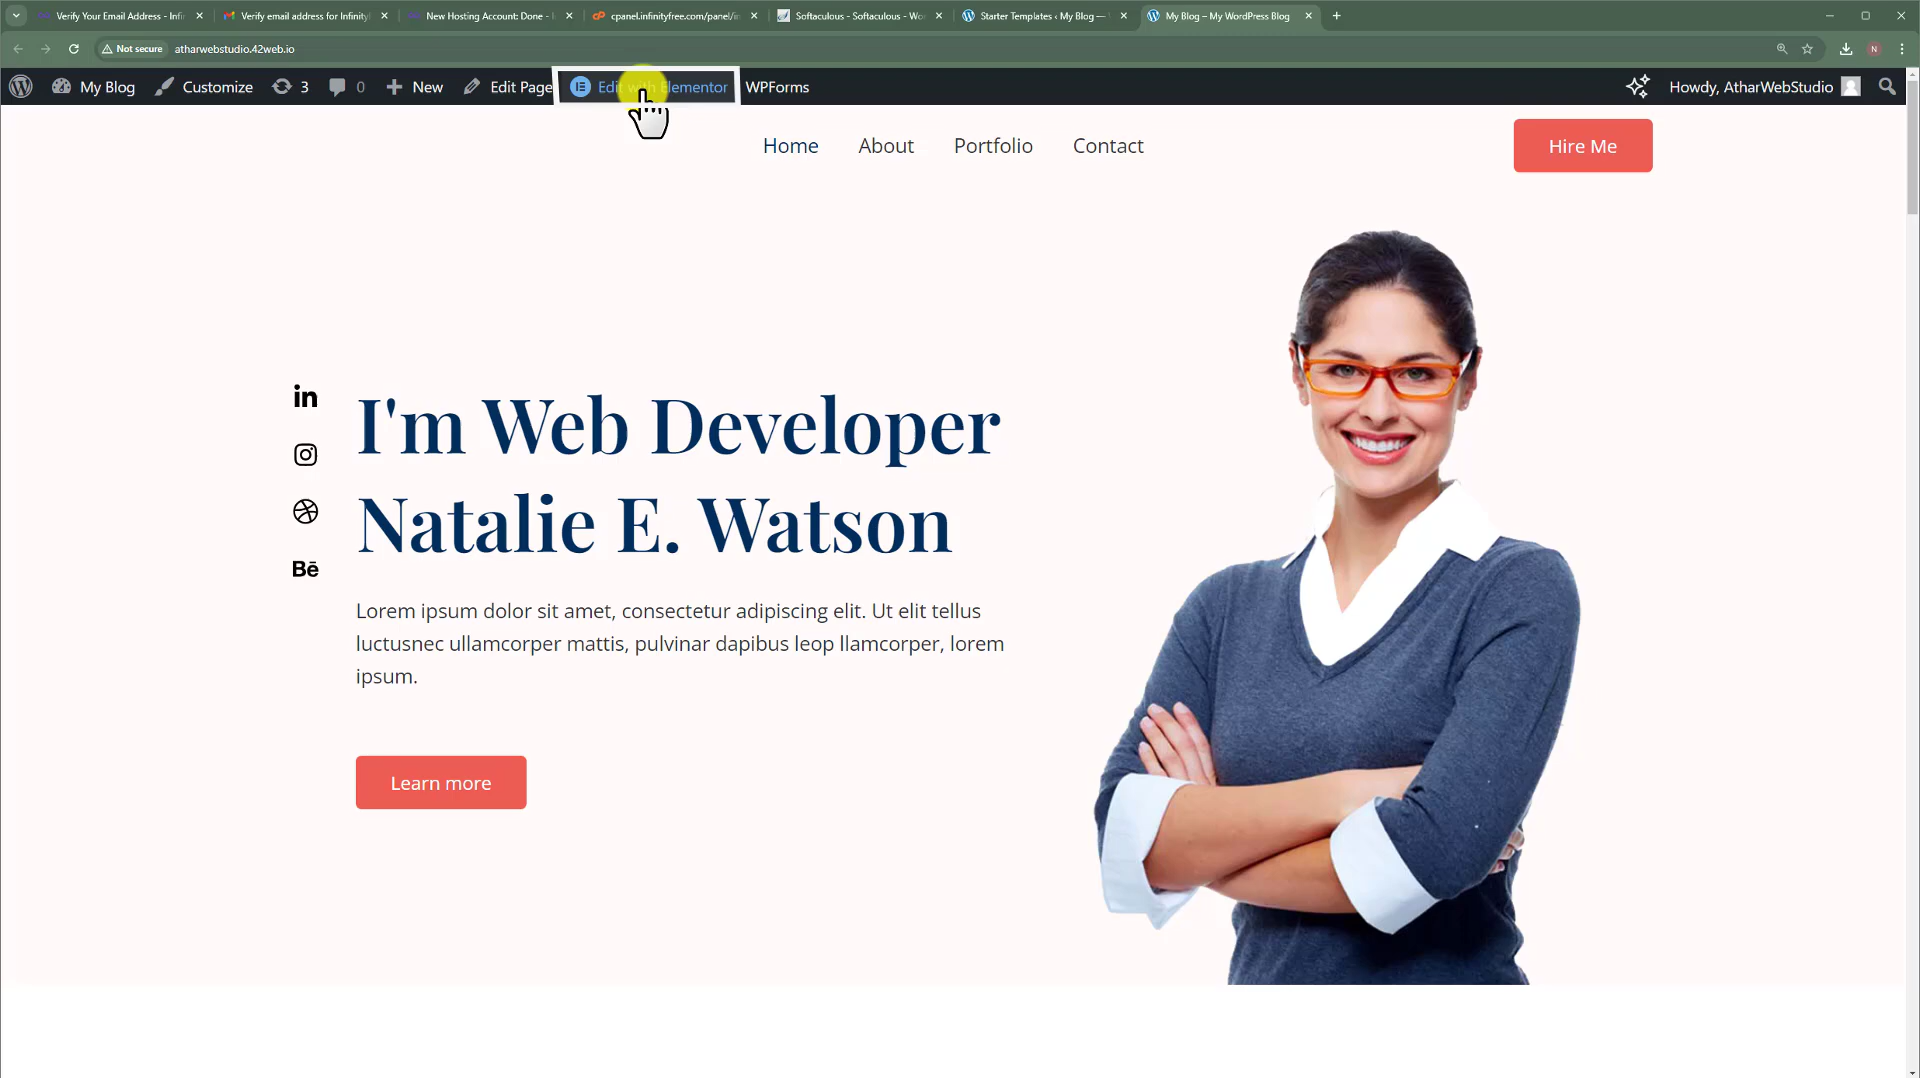 Verify Your Email Address - Infi
Verify email address for Infinity
New Hosting Account: Done - I
cpanel.infinityfree.com/panel/in
Softaculous - Softaculous - Wo
Starter Templates ‹ My Blog —
My Blog – My WordPress Blog
Not secure
atharwebstudio.42web.io
N
My Blog
Customize
3
0
New
Edit Page
Edit with Elementor
WPForms
Howdy, AtharWebStudio
Home
About
Portfolio
Contact
Hire Me
in
I'm Web Developer
Natalie E. Watson
Bē
Lorem ipsum dolor sit amet, consectetur adipiscing elit. Ut elit tellus
luctusnec ullamcorper mattis, pulvinar dapibus leop llamcorper, lorem
ipsum.
Learn more